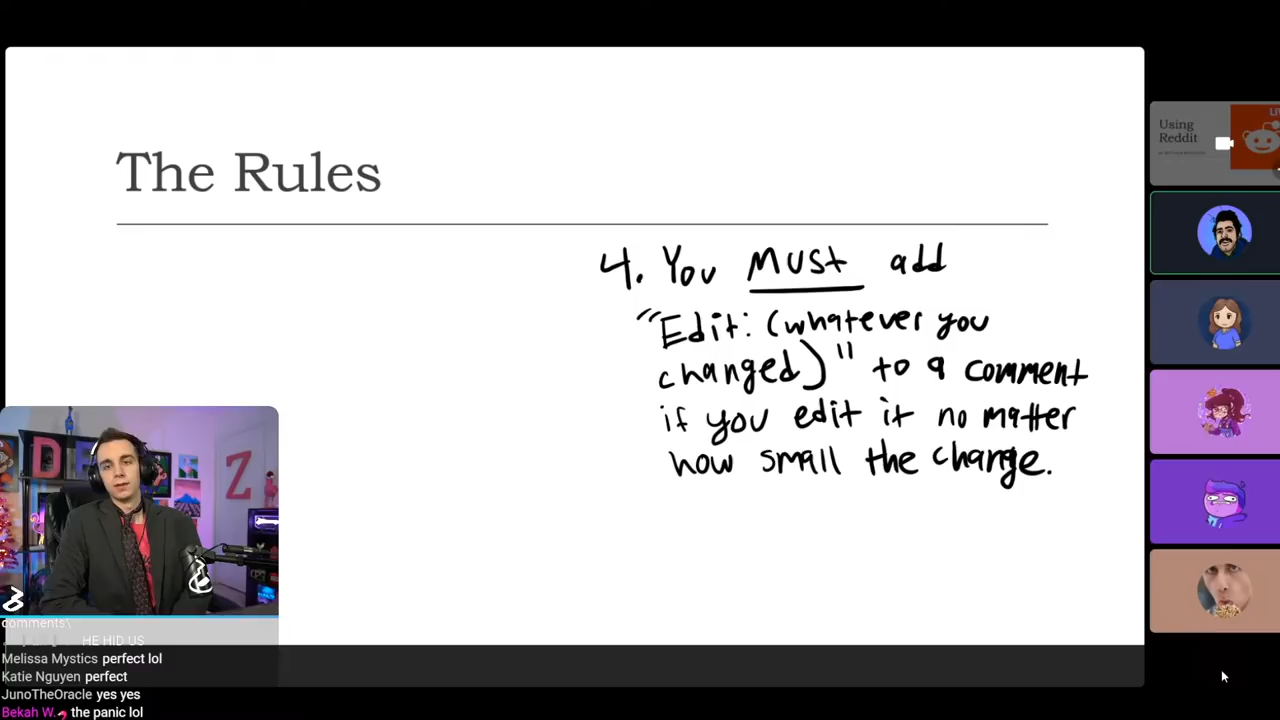 The Rules
4. You Must add
"Edit: (whatever you
changed)" to a comment
if you edit it no matter
how small the change.
Using
Reddit
LIV
D
Z
comments\
HE HID US
Melissa Mystics perfect lol
Katie Nguyen perfect
JunoTheOracle yes yes
Bekah W. the panic lol